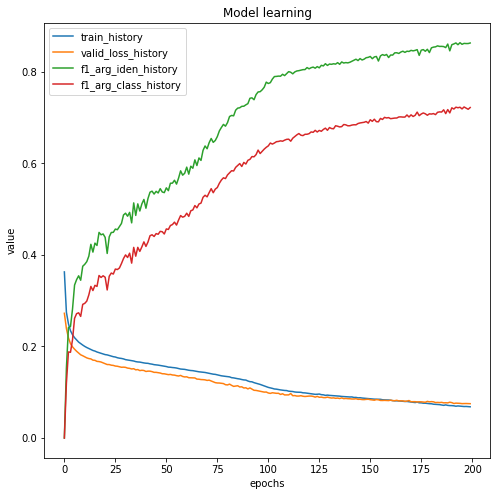 Model learning
train_history
valid_loss_history
f1_arg_iden_history
f1_arg_class_history
value
0.8
0.6
0.4
0.2
0.0
0 25 50 75 100 125 150 175 200
epochs